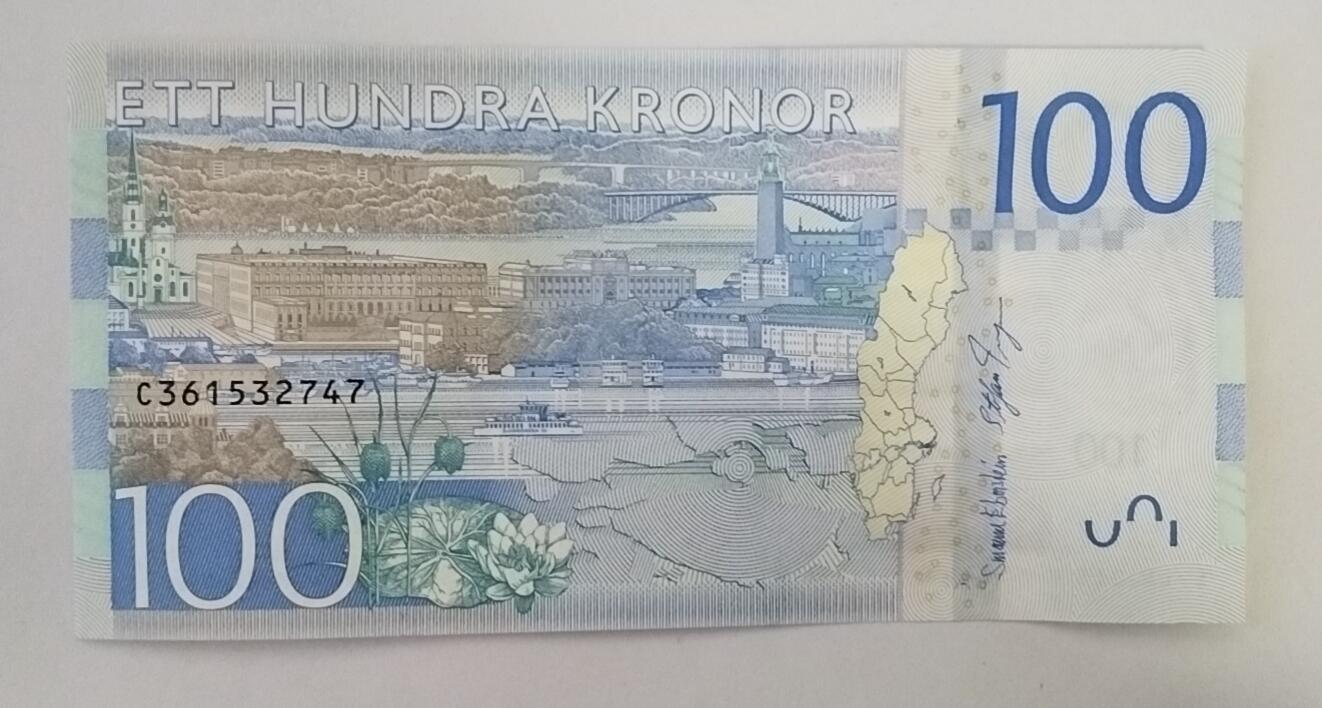 ETT HUNDRA KRONOR
100
C361532747
100